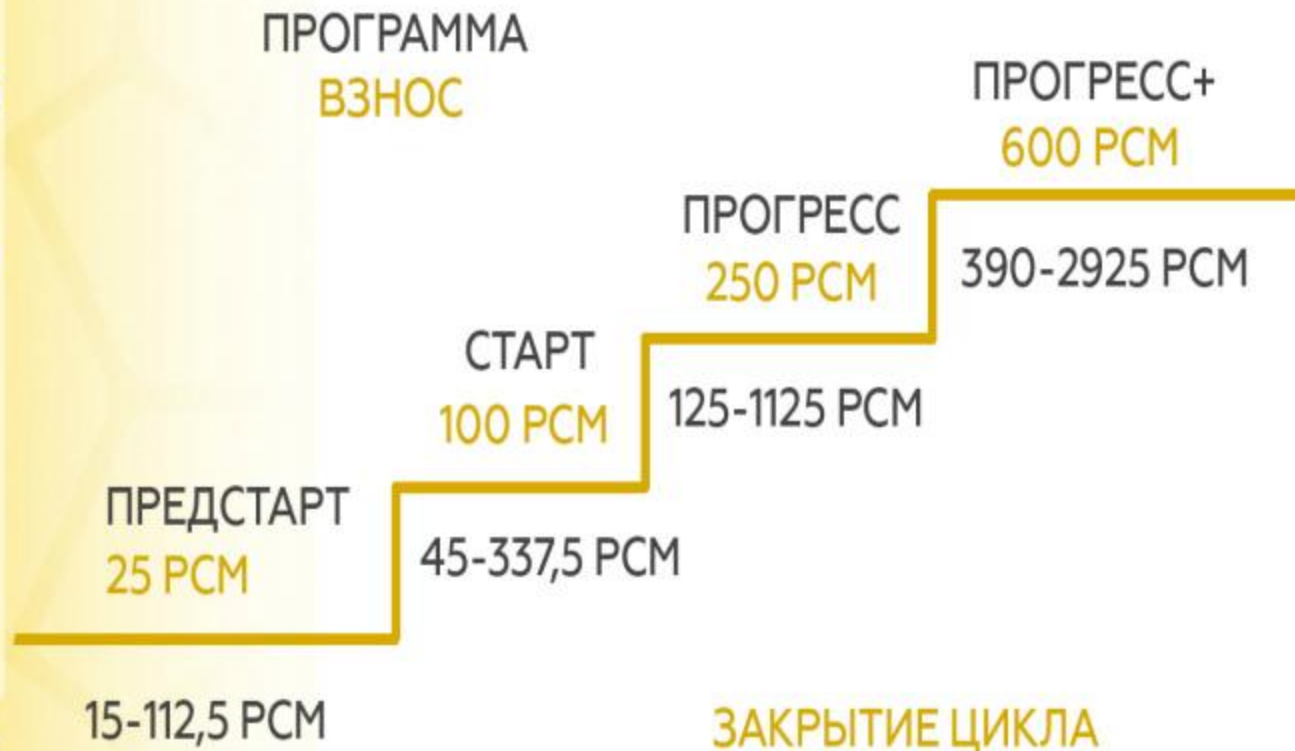 ПРОГРАММА
ВЗНОС
ПРОГРЕСС+
600 РСМ
390-2925 РСМ
ПРОГРЕСС
250 РСМ
125-1125 РСМ
СТАРТ
100 РСМ
45-337,5 РСМ
ПРЕДСТАРТ
25 РСМ
15-112,5 РСМ
ЗАКРЫТИЕ ЦИКЛА